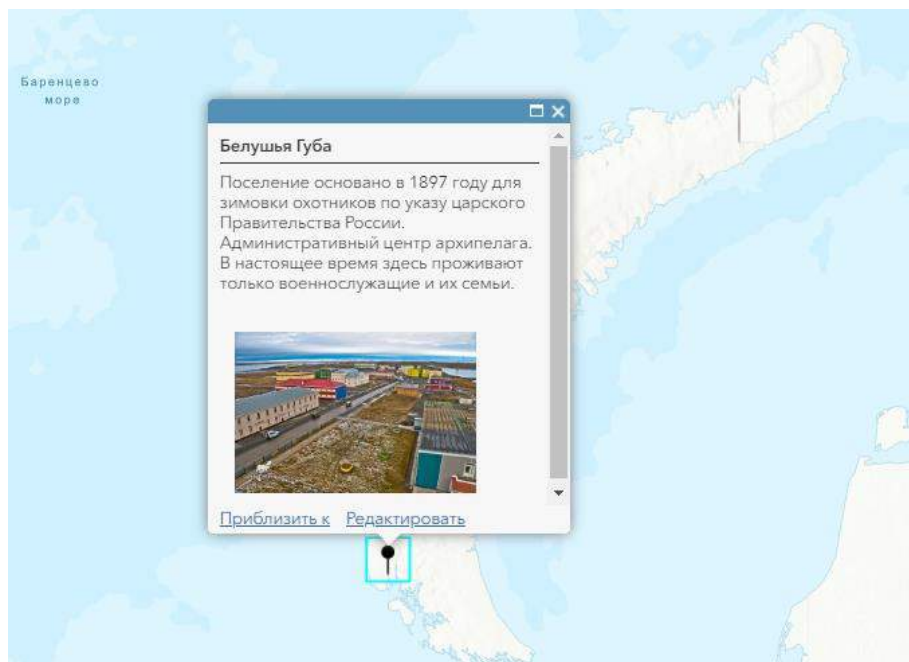 Баренцево
море
Белушья Губа
Поселение основано в 1897 году для
зимовки охотников по указу царского
Правительства России.
Административный центр архипелага.
В настоящее время здесь проживают
только военнослужащие и их семьи.
Приблизить к Редактировать